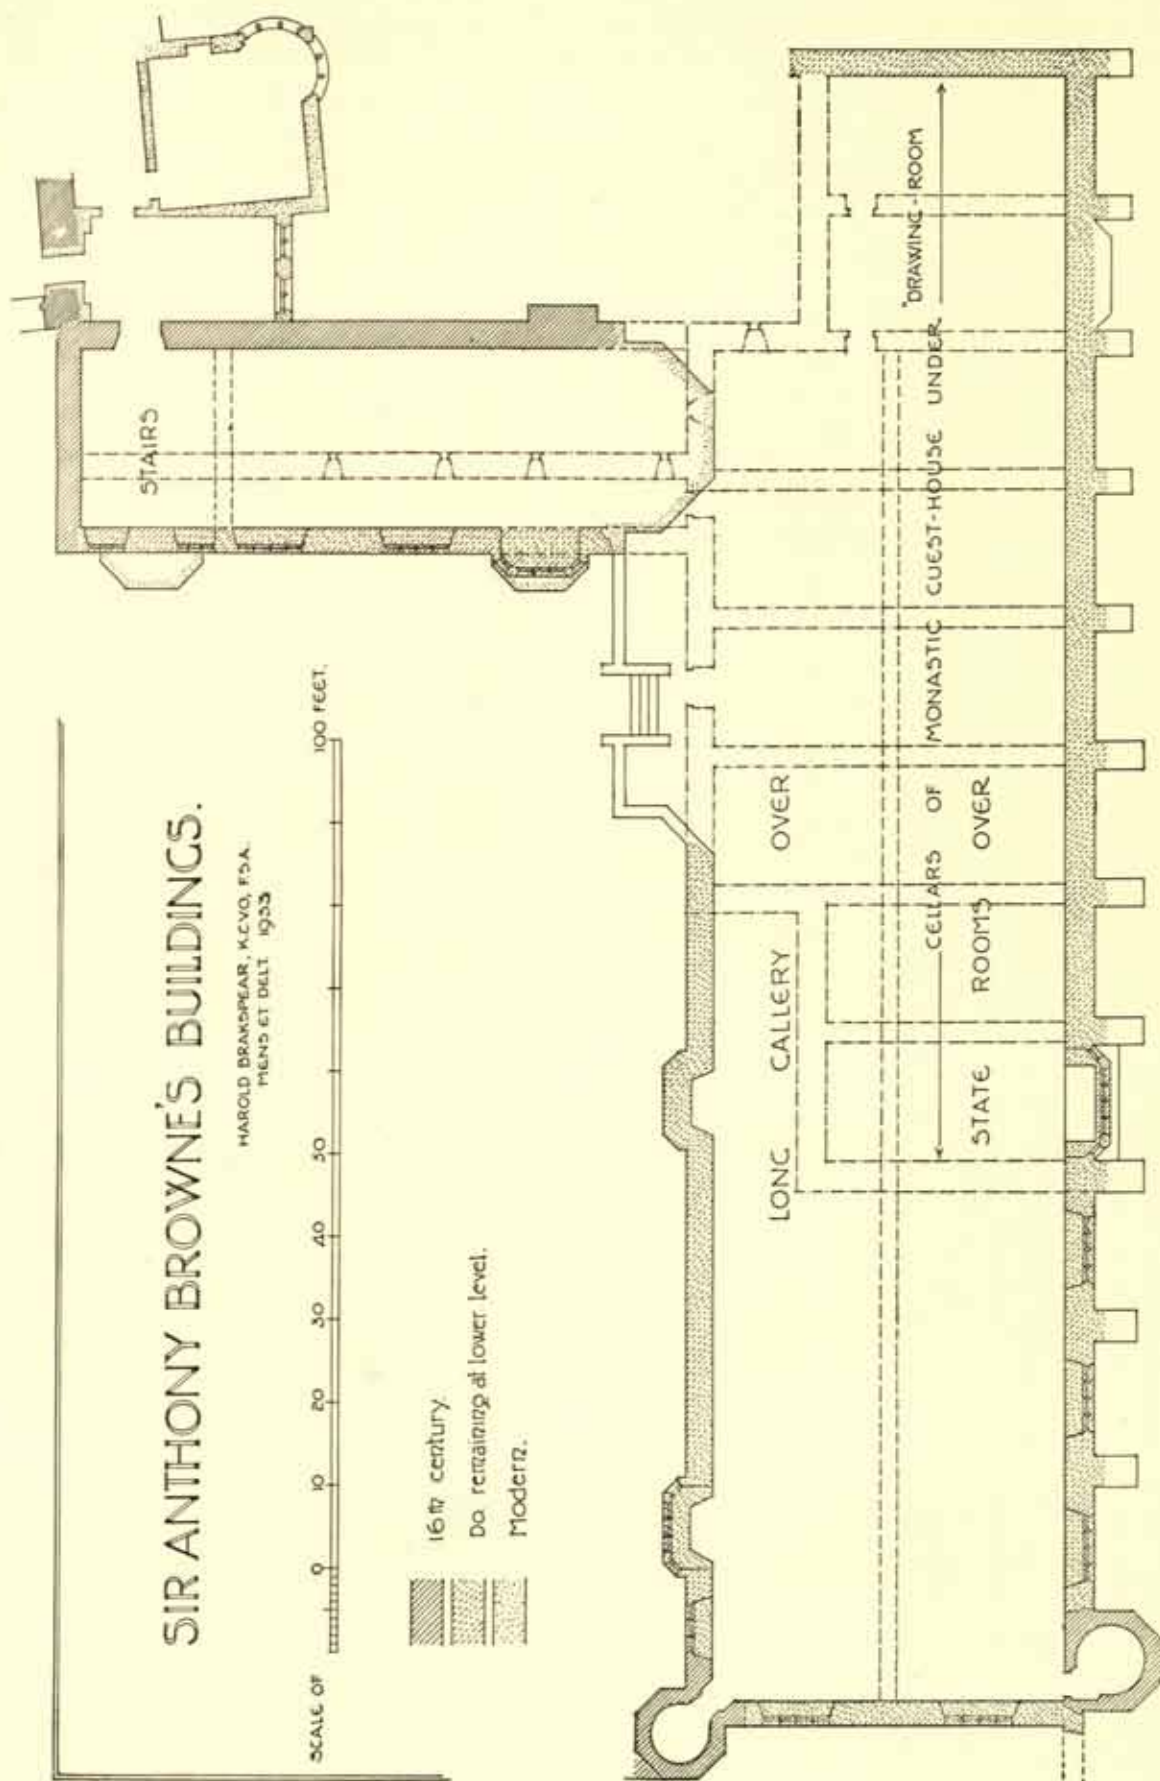 SIR ANTHONY BROWNE'S BUILDINGS.
HAROLD BRAKSPEAR, K.C.V.O, F.S.A.
MENS ET DELT 1933
SCALE OF 0 10 20 30 40 50 100 FEET.
16th century.
Do. remaining at lower level.
Modern.
STAIRS
LONG GALLERY OVER
CELLARS OF MONASTIC GUEST-HOUSE UNDER.
"DRAWING-ROOM
STATE ROOMS OVER